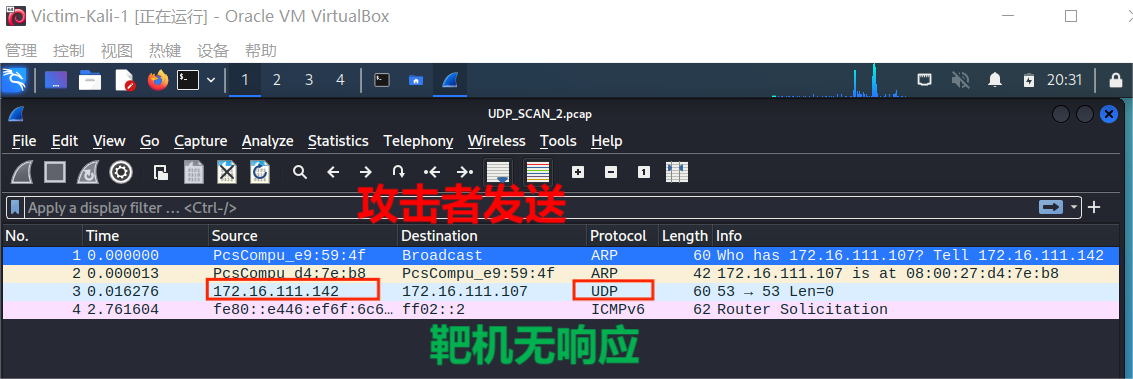 Victim-Kali-1 [正在运行] - Oracle VM VirtualBox
管理 控制 视图 热键 设备 帮助
1 2 3 4 20:31
UDP_SCAN_2.pcap
File Edit View Go Capture Analyze Statistics Telephony Wireless Tools Help
攻击者发送
Apply a display filter ... <Ctrl-/>
No. Time Source Destination Protocol Length Info
1 0.000000 PcsCompu_e9:59:4f Broadcast ARP 60 Who has 172.16.111.107? Tell 172.16.111.142
2 0.000013 PcsCompu_d4:7e:b8 PcsCompu_e9:59:4f ARP 42 172.16.111.107 is at 08:00:27:d4:7e:b8
3 0.016276 172.16.111.142 172.16.111.107 UDP 60 53 → 53 Len=0
4 2.761604 fe80::e446:ef6f:6c6… ff02::2 ICMPv6 62 Router Solicitation
靶机无响应